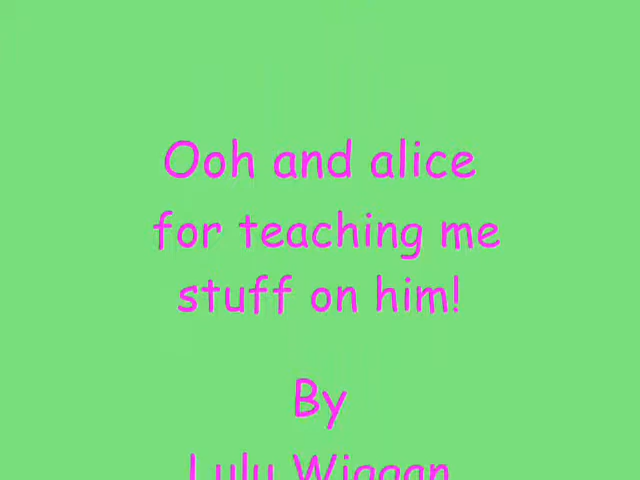 Ooh and alice
for teaching me
stuff on him!
By
Lulu Wiggan